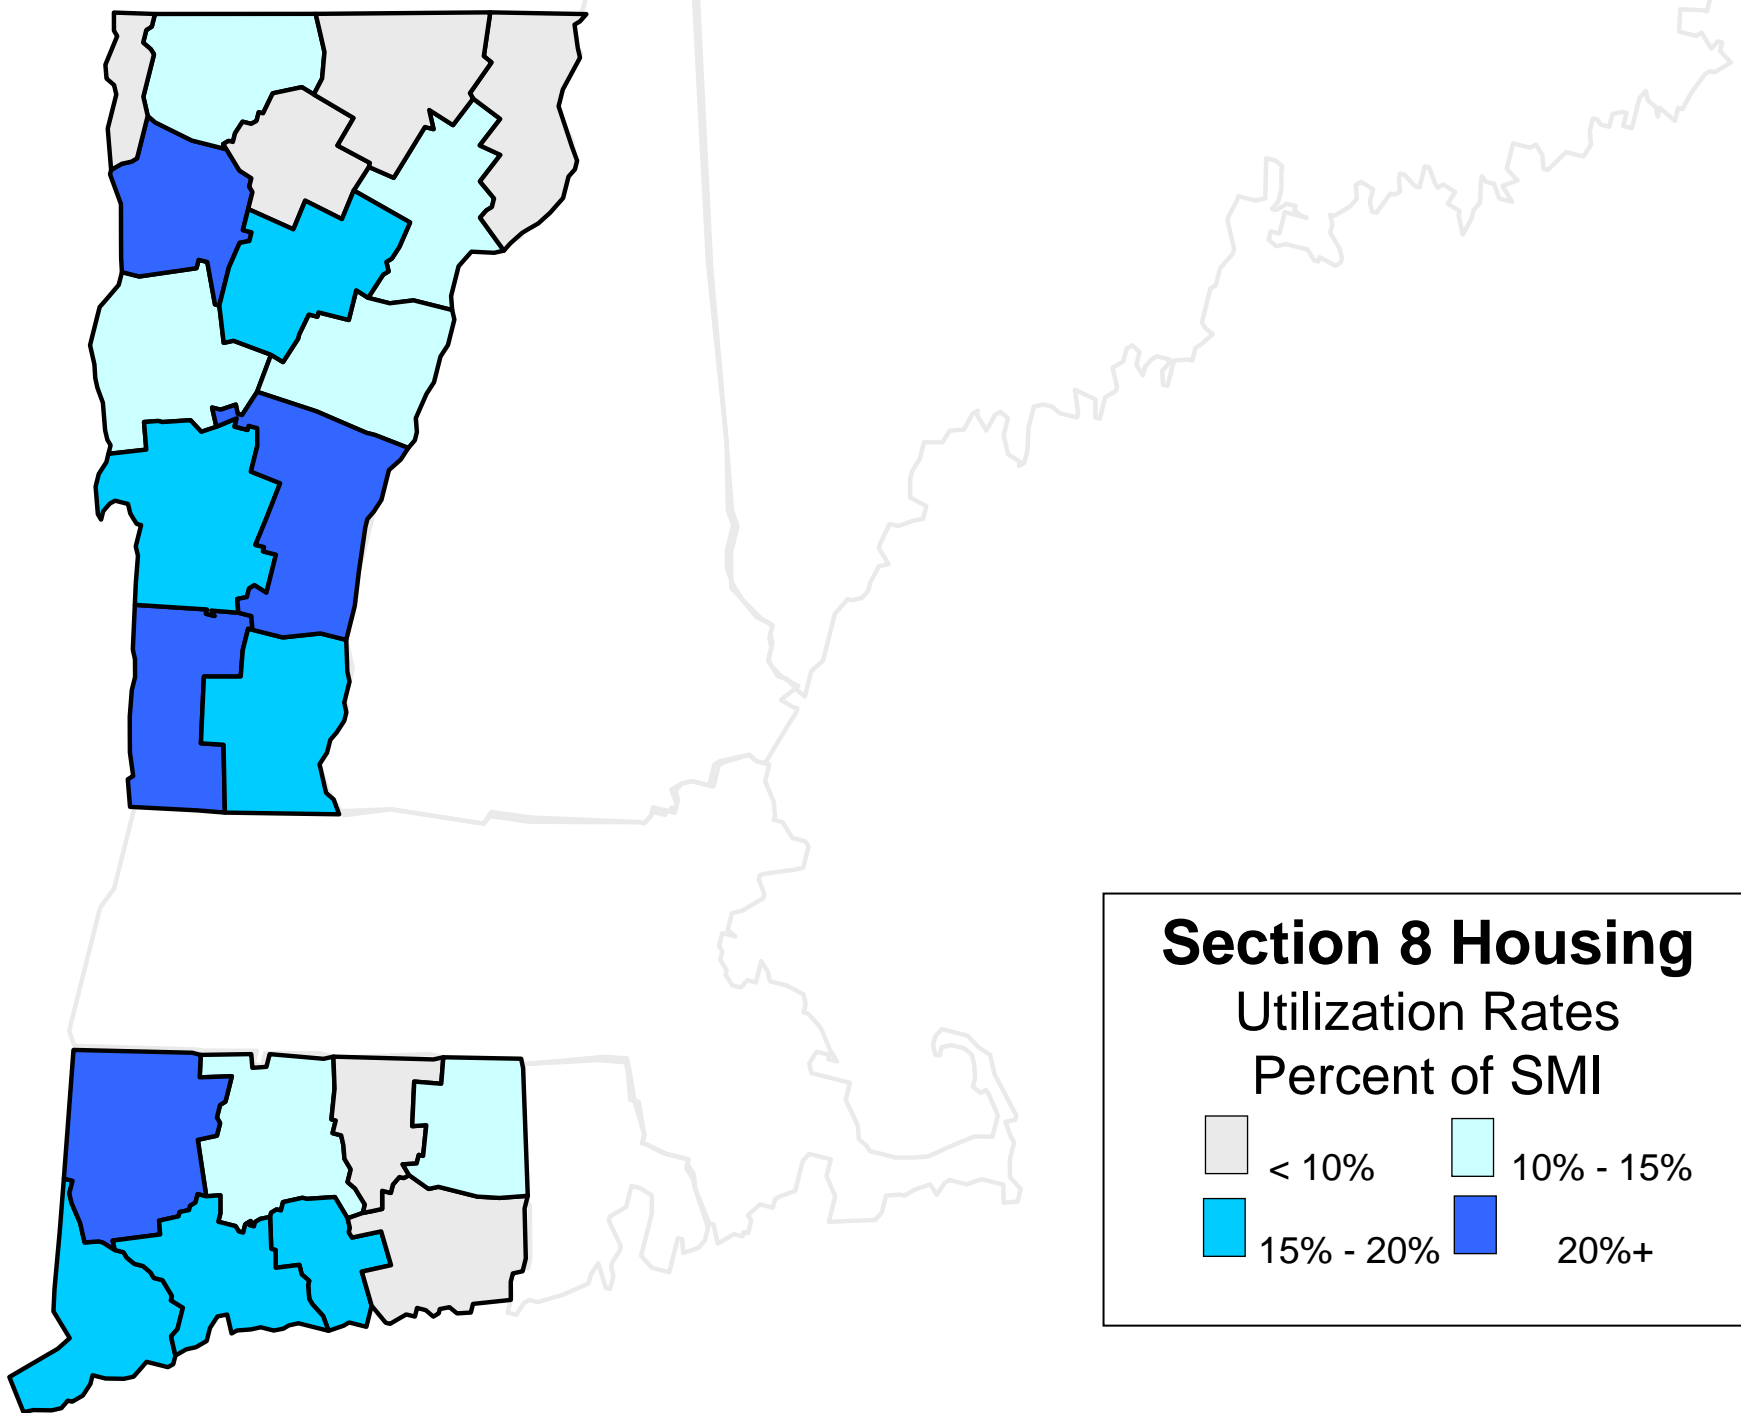 Section 8 Housing
Utilization Rates
Percent of SMI
< 10%
10% - 15%
15% - 20%
20%+